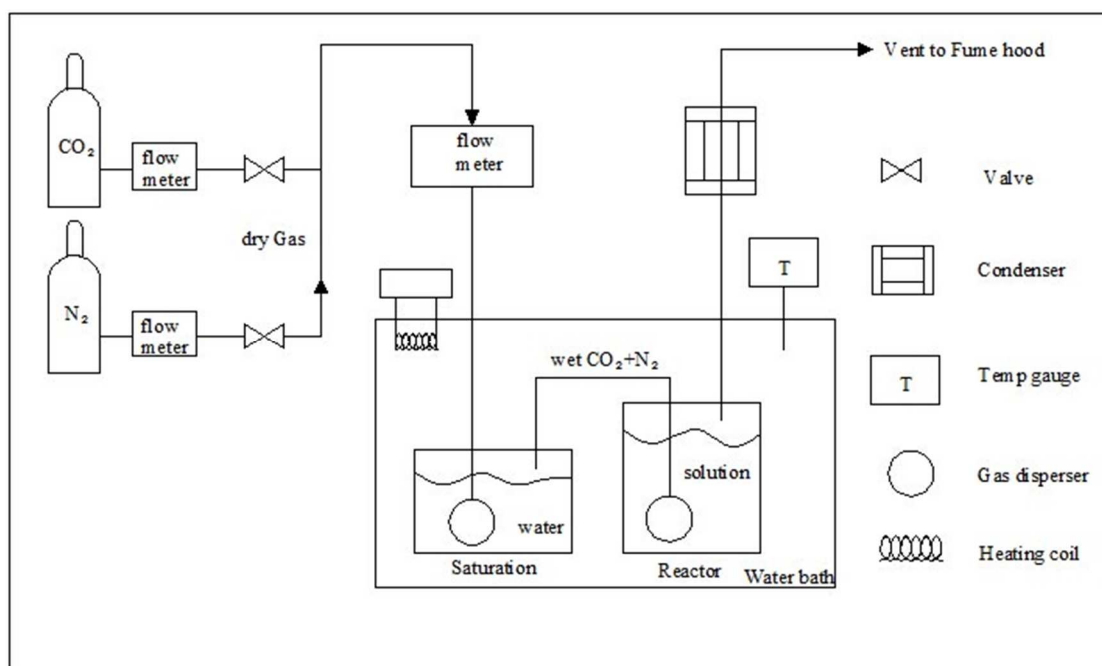 Vent to Fume hood
CO₂
flow
meter
flow
meter
Valve
dry Gas
N₂
flow
meter
T
Condenser
wet CO₂+N₂
T
Temp gauge
solution
water
Gas disperser
Saturation
Reactor
Water bath
Heating coil